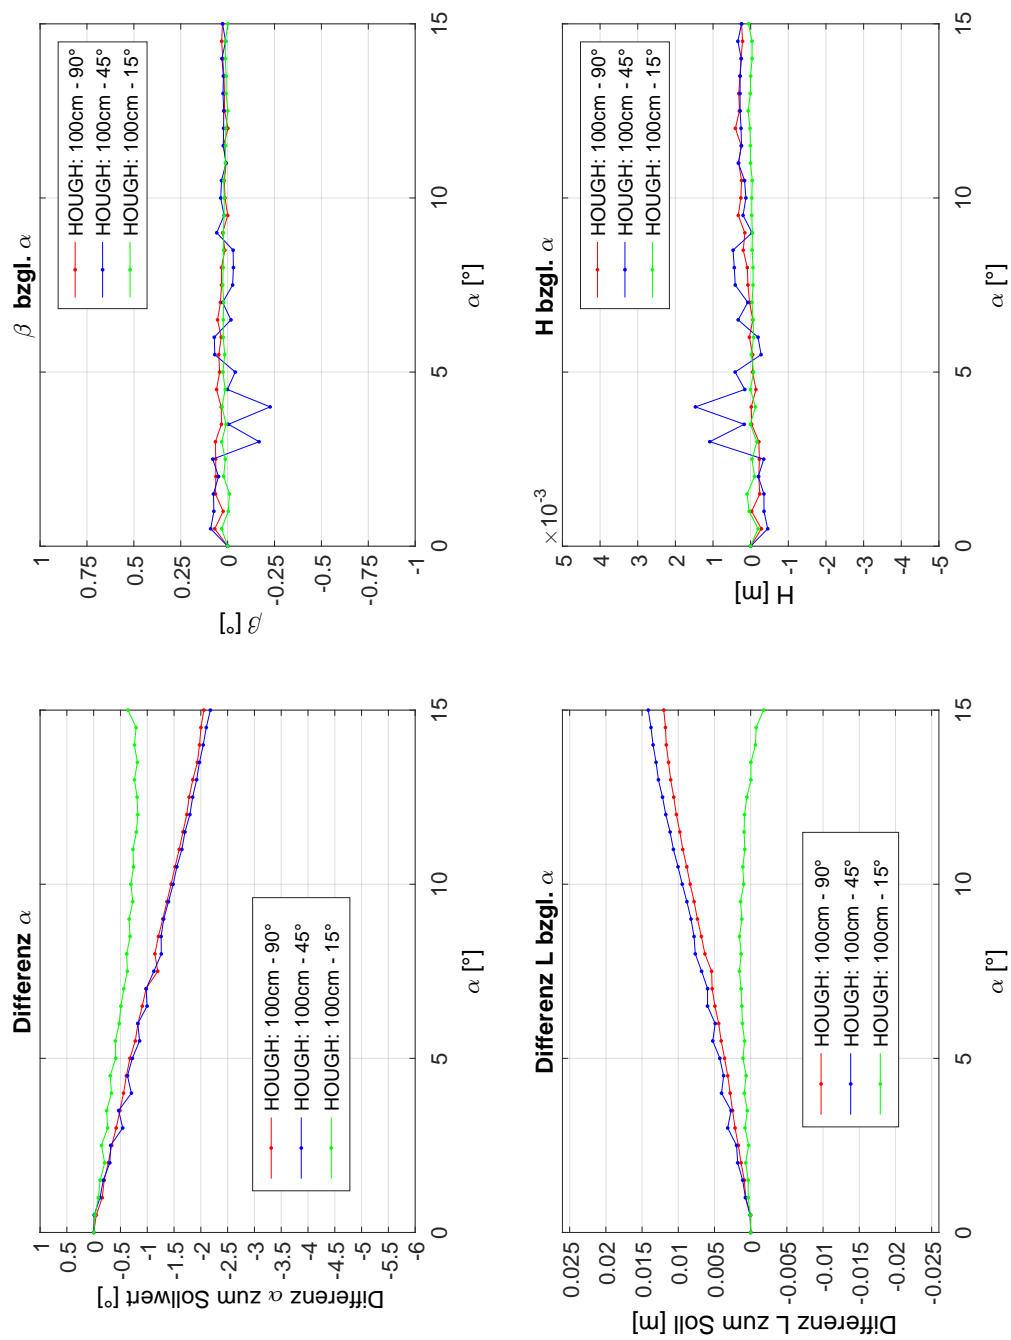 Differenz α
1
0.5
0
-0.5
-1
-1.5
-2
-2.5
-3
-3.5
-4
-4.5
-5
-5.5
-6
Differenz α zum Sollwert [°]
HOUGH: 100cm - 90°
HOUGH: 100cm - 45°
HOUGH: 100cm - 15°
0 5 10 15
α [°]
β bzgl. α
1
0.75
0.5
0.25
0
-0.25
-0.5
-0.75
-1
β [°]
HOUGH: 100cm - 90°
HOUGH: 100cm - 45°
HOUGH: 100cm - 15°
0 5 10 15
α [°]
Differenz L bzgl. α
0.025
0.02
0.015
0.01
0.005
0
-0.005
-0.01
-0.015
-0.02
-0.025
Differenz L zum Soll [m]
HOUGH: 100cm - 90°
HOUGH: 100cm - 45°
HOUGH: 100cm - 15°
0 5 10 15
α [°]
H bzgl. α
×10⁻³
5
4
3
2
1
0
-1
-2
-3
-4
-5
H [m]
HOUGH: 100cm - 90°
HOUGH: 100cm - 45°
HOUGH: 100cm - 15°
0 5 10 15
α [°]